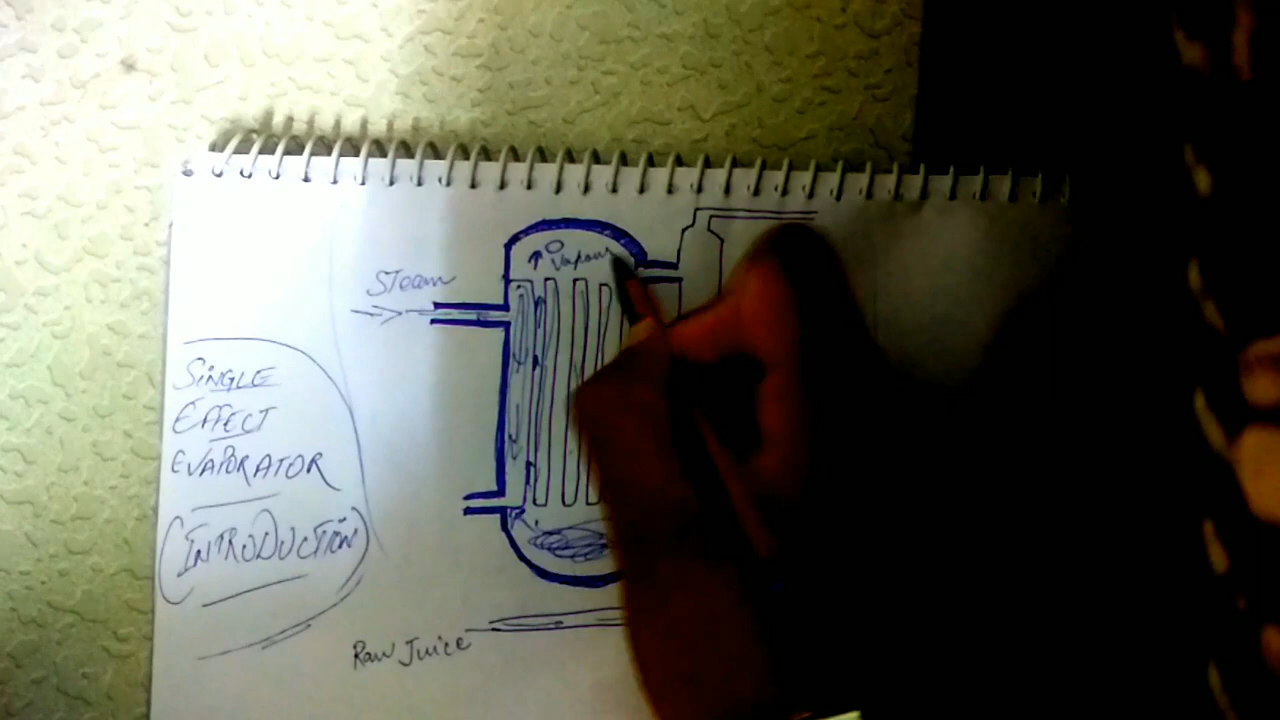 Vapour
Steam
SINGLE
EFFECT
EVAPORATOR
(INTRODUCTION)
Raw Juice